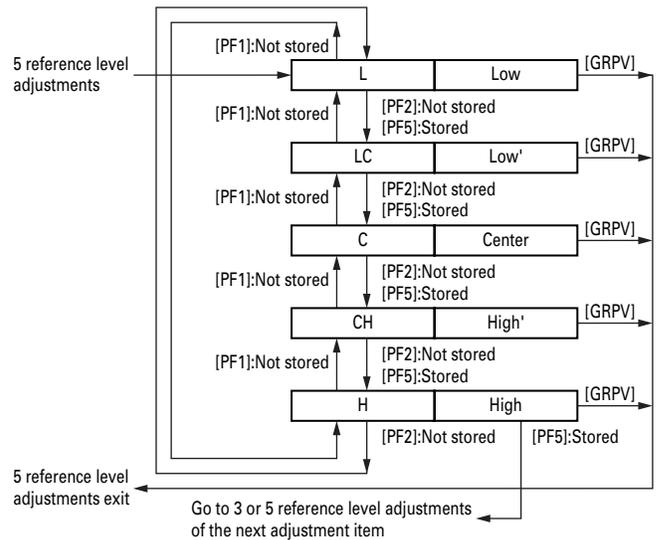 [PF1]:Not stored
5 reference level
adjustments
L
Low
[GRPV]
[PF1]:Not stored
[PF2]:Not stored
[PF5]:Stored
LC
Low'
[GRPV]
[PF1]:Not stored
[PF2]:Not stored
[PF5]:Stored
C
Center
[GRPV]
[PF1]:Not stored
[PF2]:Not stored
[PF5]:Stored
CH
High'
[GRPV]
[PF1]:Not stored
[PF2]:Not stored
[PF5]:Stored
H
High
[GRPV]
[PF2]:Not stored
[PF5]:Stored
5 reference level
adjustments exit
Go to 3 or 5 reference level adjustments
of the next adjustment item